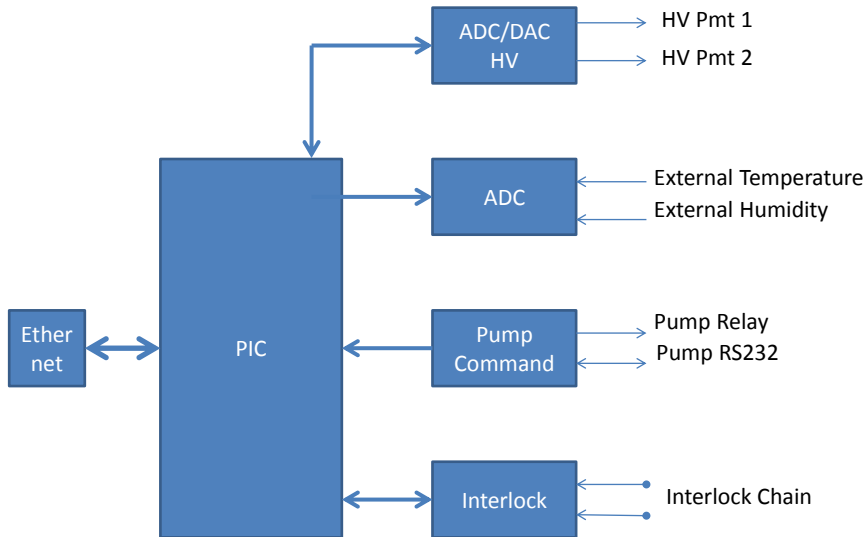 ADC/DAC
HV
HV Pmt 1
HV Pmt 2
ADC
External Temperature
External Humidity
Ether
net
PIC
Pump
Command
Pump Relay
Pump RS232
Interlock
Interlock Chain